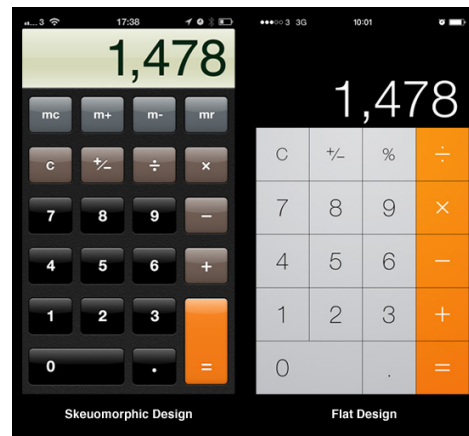 3 17:38
1,478
mc m+ m- mr
C +/− ÷ ×
7 8 9 −
4 5 6 +
1 2 3
0 . =
Skeuomorphic Design
3 3G 10:01
1,478
C +/− % ÷
7 8 9 ×
4 5 6 −
1 2 3 +
0 . =
Flat Design